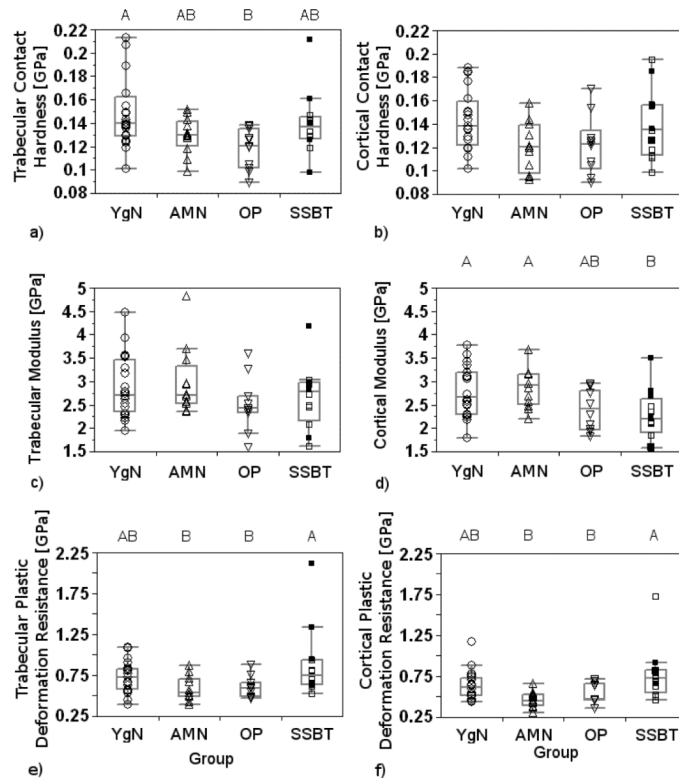 A AB B AB
Trabecular Contact
Hardness [GPa]
0.22
0.2
0.18
0.16
0.14
0.12
0.1
0.08
YgN AMN OP SSBT
a)
Cortical Contact
Hardness [GPa]
0.22
0.2
0.18
0.16
0.14
0.12
0.1
0.08
YgN AMN OP SSBT
b)
Trabecular Modulus [GPa]
5
4.5
4
3.5
3
2.5
2
1.5
YgN AMN OP SSBT
c)
A A AB B
Cortical Modulus [GPa]
5
4.5
4
3.5
3
2.5
2
1.5
YgN AMN OP SSBT
d)
AB B B A
Trabecular Plastic
Deformation Resistance [GPa]
2.25
1.75
1.25
0.75
0.25
YgN AMN OP SSBT
Group
e)
AB B B A
Cortical Plastic
Deformation Resistance [GPa]
2.25
1.75
1.25
0.75
0.25
YgN AMN OP SSBT
Group
f)